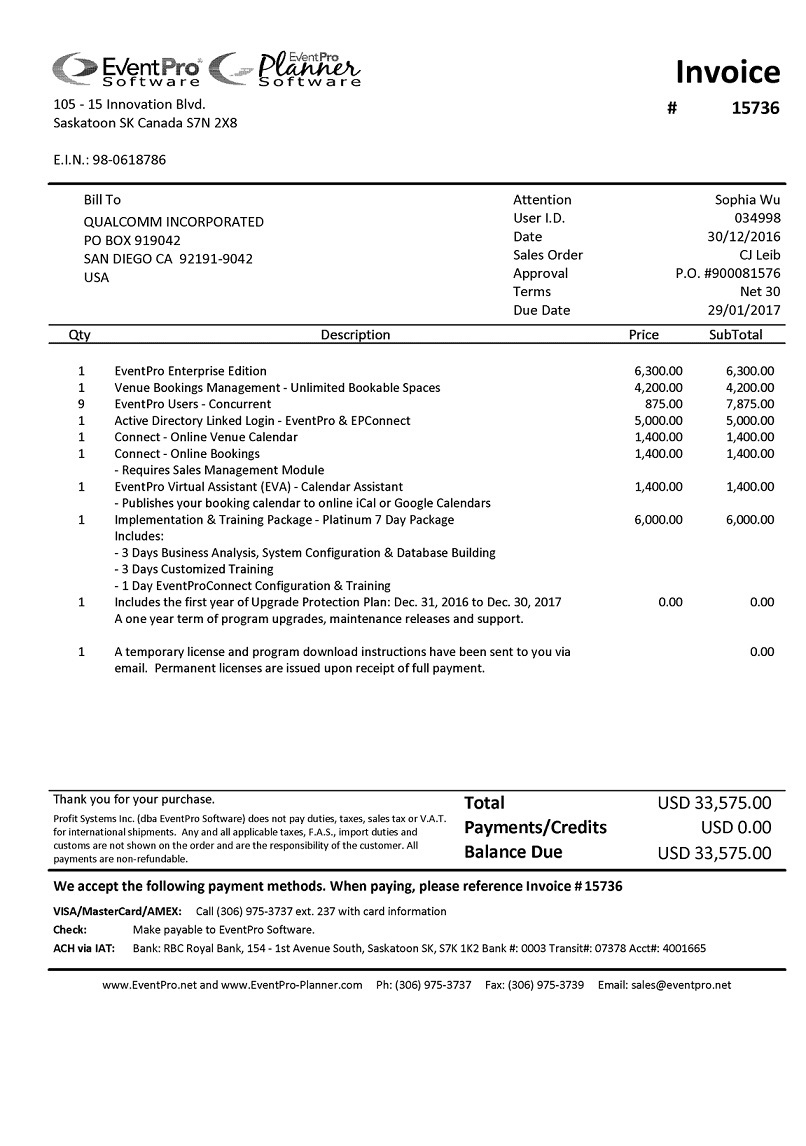 EventPro Software EventPro Planner Software
Invoice
# 15736
105 - 15 Innovation Blvd.
Saskatoon SK Canada S7N 2X8
E.I.N.: 98-0618786
Bill To
QUALCOMM INCORPORATED
PO BOX 919042
SAN DIEGO CA 92191-9042
USA
Attention Sophia Wu
User I.D. 034998
Date 30/12/2016
Sales Order CJ Leib
Approval P.O. #900081576
Terms Net 30
Due Date 29/01/2017
Qty Description Price SubTotal
1 EventPro Enterprise Edition 6,300.00 6,300.00
1 Venue Bookings Management - Unlimited Bookable Spaces 4,200.00 4,200.00
9 EventPro Users - Concurrent 875.00 7,875.00
1 Active Directory Linked Login - EventPro & EPConnect 5,000.00 5,000.00
1 Connect - Online Venue Calendar 1,400.00 1,400.00
1 Connect - Online Bookings 1,400.00 1,400.00
- Requires Sales Management Module
1 EventPro Virtual Assistant (EVA) - Calendar Assistant 1,400.00 1,400.00
- Publishes your booking calendar to online iCal or Google Calendars
1 Implementation & Training Package - Platinum 7 Day Package 6,000.00 6,000.00
Includes:
- 3 Days Business Analysis, System Configuration & Database Building
- 3 Days Customized Training
- 1 Day EventProConnect Configuration & Training
1 Includes the first year of Upgrade Protection Plan: Dec. 31, 2016 to Dec. 30, 2017 0.00 0.00
A one year term of program upgrades, maintenance releases and support.
1 A temporary license and program download instructions have been sent to you via 0.00
email. Permanent licenses are issued upon receipt of full payment.
Thank you for your purchase.
Profit Systems Inc. (dba EventPro Software) does not pay duties, taxes, sales tax or V.A.T.
for international shipments. Any and all applicable taxes, F.A.S., import duties and
customs are not shown on the order and are the responsibility of the customer. All
payments are non-refundable.
Total USD 33,575.00
Payments/Credits USD 0.00
Balance Due USD 33,575.00
We accept the following payment methods. When paying, please reference Invoice # 15736
VISA/MasterCard/AMEX: Call (306) 975-3737 ext. 237 with card information
Check: Make payable to EventPro Software.
ACH via IAT: Bank: RBC Royal Bank, 154 - 1st Avenue South, Saskatoon SK, S7K 1K2 Bank #: 0003 Transit#: 07378 Acct#: 4001665
www.EventPro.net and www.EventPro-Planner.com Ph: (306) 975-3737 Fax: (306) 975-3739 Email: sales@eventpro.net